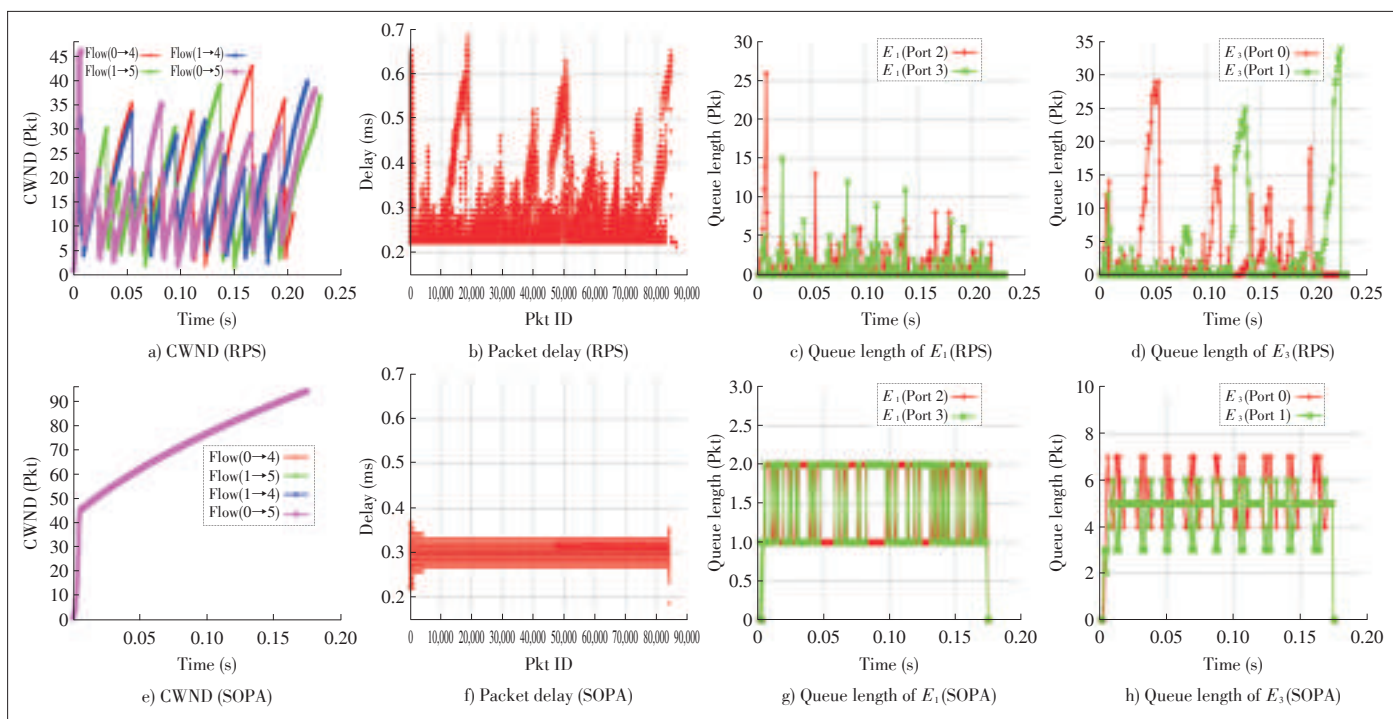 CWND (Pkt)
45
40
35
30
25
20
15
10
5
0
Flow(0→4)
Flow(1→4)
Flow(1→5)
Flow(0→5)
0 0.05 0.10 0.15 0.20 0.25
Time (s)
a) CWND (RPS)
Delay (ms)
0.7
0.6
0.5
0.4
0.3
0.2
0 10,000 20,000 30,000 40,000 50,000 60,000 70,000 80,000 90,000
Pkt ID
b) Packet delay (RPS)
Queue length (Pkt)
30
25
20
15
10
5
0
E₁(Port 2)
E₁(Port 3)
0 0.05 0.10 0.15 0.20 0.25
Time (s)
c) Queue length of E₁(RPS)
Queue length (Pkt)
35
30
25
20
15
10
5
0
E₃(Port 0)
E₃(Port 1)
0 0.05 0.10 0.15 0.20 0.25
Time (s)
d) Queue length of E₃(RPS)
CWND (Pkt)
90
80
70
60
50
40
30
20
10
0
Flow(0→4)
Flow(1→5)
Flow(1→4)
Flow(0→5)
0.05 0.10 0.15 0.20
Time (s)
e) CWND (SOPA)
Delay (ms)
0.7
0.6
0.5
0.4
0.3
0.2
0 10,000 20,000 30,000 40,000 50,000 60,000 70,000 80,000 90,000
Pkt ID
f) Packet delay (SOPA)
Queue length (Pkt)
3.0
2.5
2.0
1.5
1.0
0.5
0
E₁(Port 2)
E₁(Port 3)
0 0.05 0.10 0.15 0.20
Time (s)
g) Queue length of E₁(SOPA)
Queue length (Pkt)
10
8
6
4
2
0
E₃(Port 0)
E₃(Port 1)
0 0.05 0.10 0.15 0.20
Time (s)
h) Queue length of E₃(SOPA)